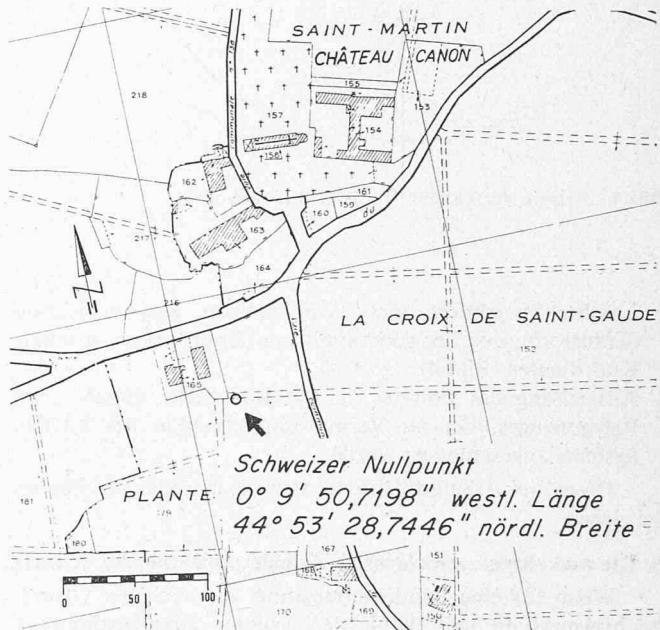 SAINT-MARTIN
CHÂTEAU CANON
218
155
153
157
154
158
162
161
160
159
du
217
163
164
216
LA CROIX DE SAINT-GAUDE
152
165
Schweizer Nullpunkt
0° 9' 50,7198" westl. Länge
44° 53' 28,7446" nördl. Breite
PLANTE
181
180
167
151
168
170
169
0 50 100